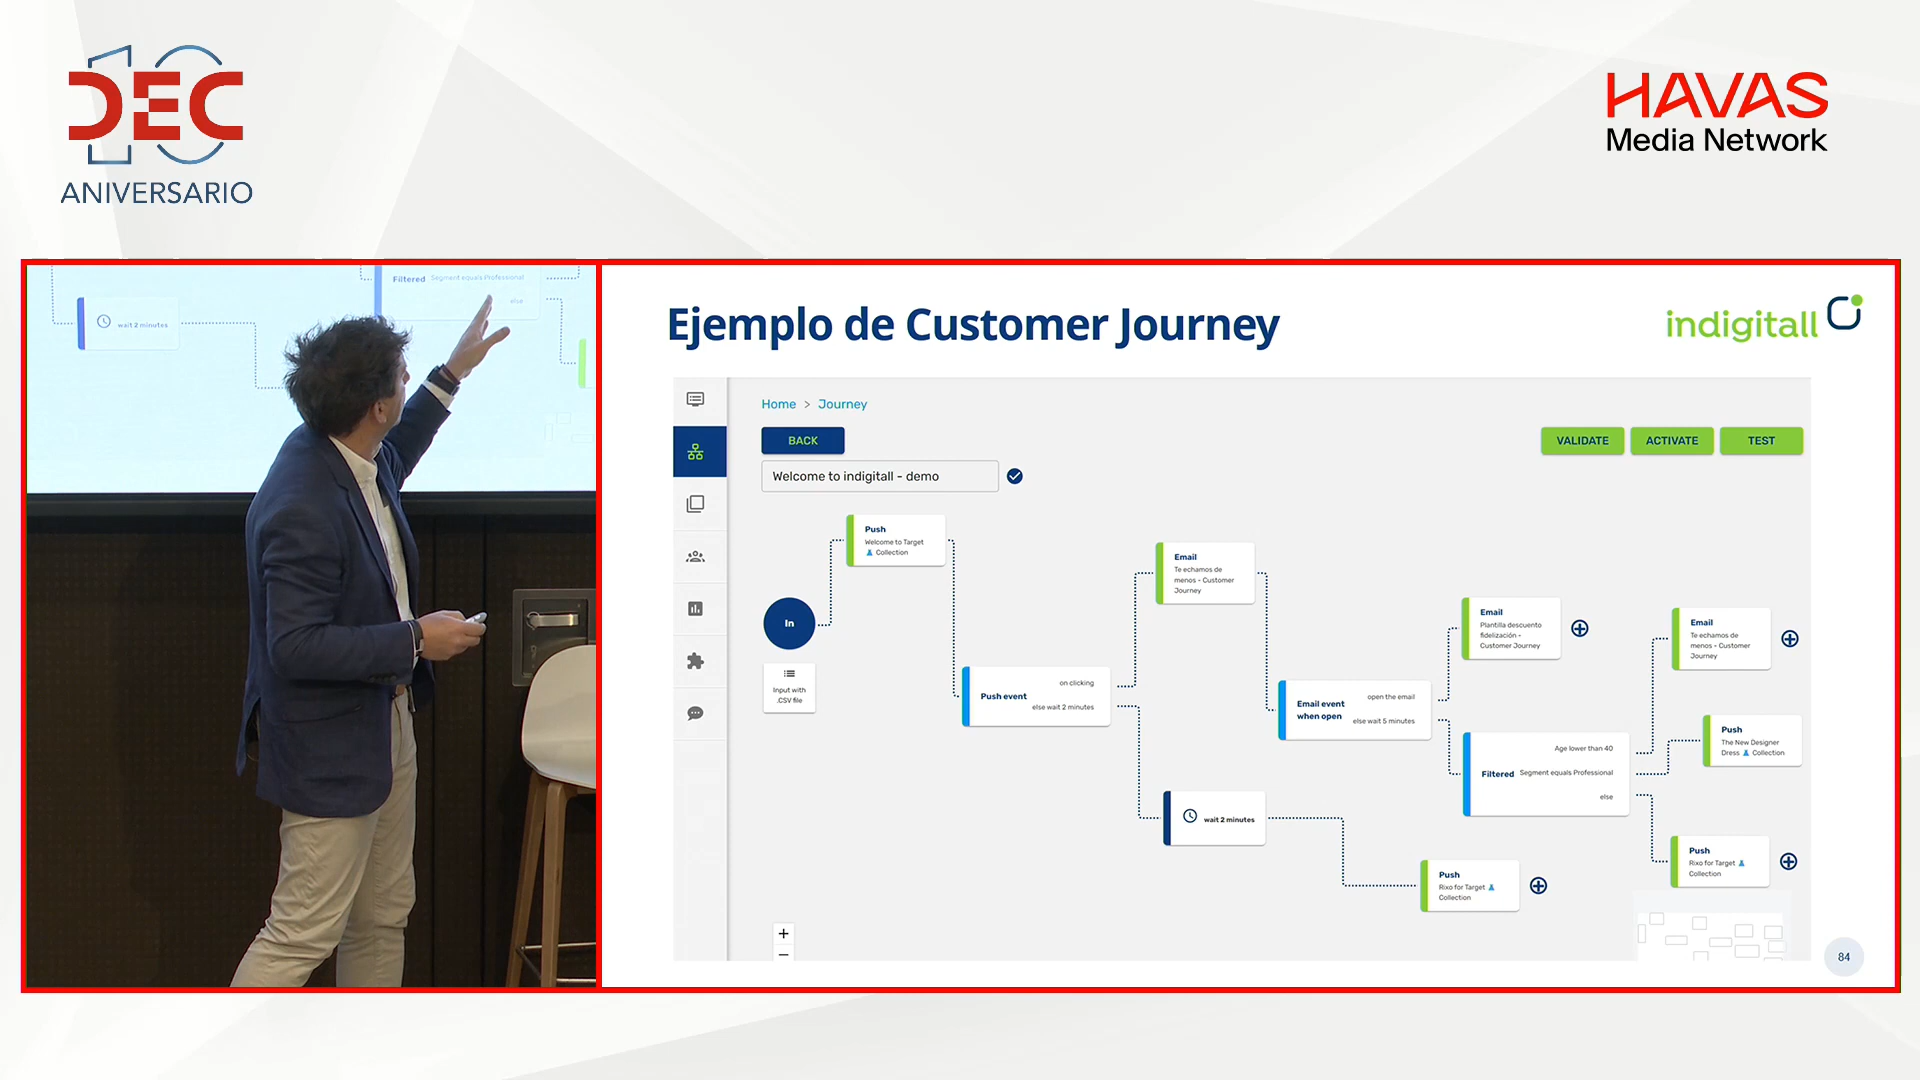 DEC
10
ANIVERSARIO
HAVAS
Media Network
Filtered
Segment equals Professional
else
wait 2 minutes
Ejemplo de Customer Journey
indigitall
Home > Journey
BACK
VALIDATE
ACTIVATE
TEST
Welcome to indigitall - demo
Push
Welcome to Target
Collection
In
Input with
.CSV file
Push event
on clicking
else wait 2 minutes
Email
Te echamos de
menos - Customer
Journey
wait 2 minutes
Email event
when open
open the email
else wait 5 minutes
Push
Rixo for Target
Collection
Email
Plantilla descuento
fidelización -
Customer Journey
Filtered
Age lower than 40
Segment equals Professional
else
Email
Te echamos de
menos - Customer
Journey
Push
The New Designer
Dress Collection
Push
Rixo for Target
Collection
+
−
84